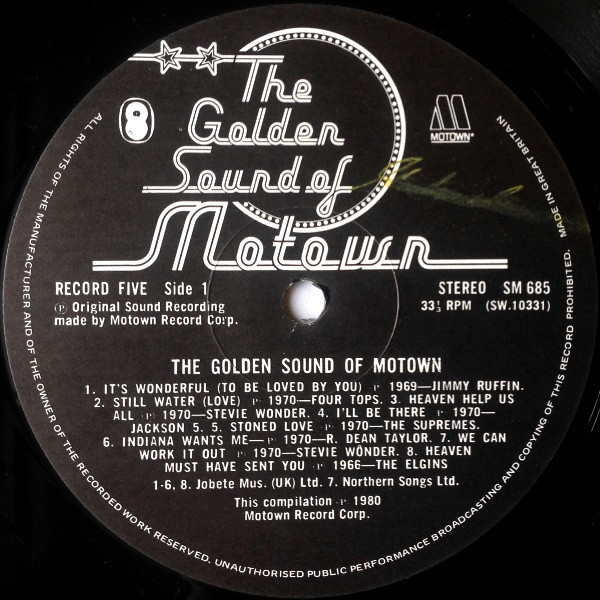 The
Golden
Sound of
Motown
8
MOTOWN®
RECORD FIVE Side 1
Ⓟ Original Sound Recording
made by Motown Record Corp.
STEREO SM 685
33⅓ RPM (SW.10331)
THE GOLDEN SOUND OF MOTOWN
1. IT'S WONDERFUL (TO BE LOVED BY YOU) Ⓟ 1969—JIMMY RUFFIN.
2. STILL WATER (LOVE) Ⓟ 1970—FOUR TOPS. 3. HEAVEN HELP US
ALL Ⓟ 1970—STEVIE WONDER. 4. I'LL BE THERE Ⓟ 1970—
JACKSON 5. 5. STONED LOVE Ⓟ 1970—THE SUPREMES.
6. INDIANA WANTS ME— Ⓟ 1970—R. DEAN TAYLOR. 7. WE CAN
WORK IT OUT Ⓟ 1970—STEVIE WONDER. 8. HEAVEN
MUST HAVE SENT YOU Ⓟ 1966—THE ELGINS
1-6, 8. Jobete Mus. (UK) Ltd. 7. Northern Songs Ltd.
This compilation Ⓟ 1980
Motown Record Corp.
ALL RIGHTS OF THE MANUFACTURER AND OF THE OWNER OF THE RECORDED WORK RESERVED. UNAUTHORISED PUBLIC PERFORMANCE BROADCASTING AND COPYING OF THIS RECORD PROHIBITED. MADE IN GREAT BRITAIN